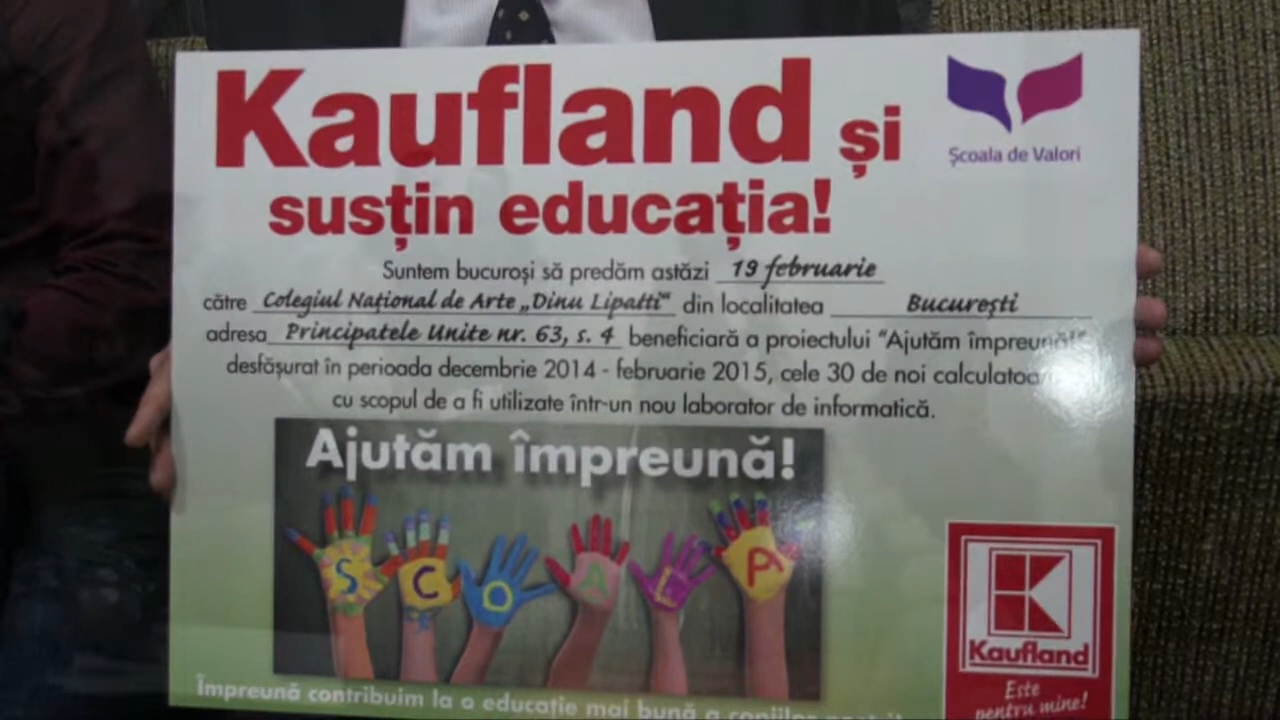 Kaufland și
susțin educația!
Școala de Valori
Suntem bucuroși să predăm astăzi 19 februarie
către Colegiul Național de Arte „Dinu Lipatti" din localitatea București
adresa Principatele Unite nr. 63, s. 4 beneficiară a proiectului "Ajutăm împreună!"
desfășurat în perioada decembrie 2014 - februarie 2015, cele 30 de noi
cu scopul de a fi utilizate într-un nou laborator de informatică.
Ajutăm împreună!
SCOALA
K
Kaufland
Este
pentru mine!
Împreună contribuim la o educație mai bună a copiilor